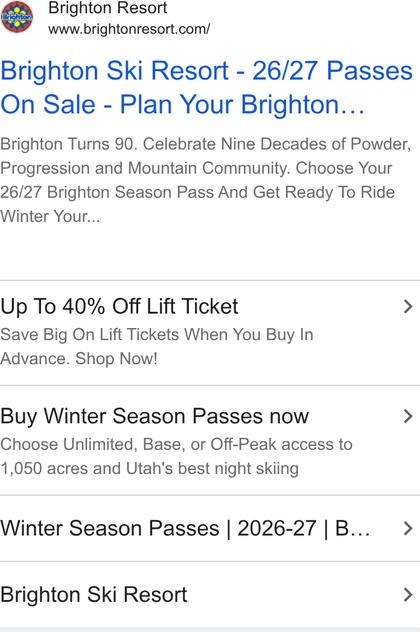 Brighton Resort
www.brightonresort.com/
Brighton Ski Resort - 26/27 Passes
On Sale - Plan Your Brighton…
Brighton Turns 90. Celebrate Nine Decades of Powder,
Progression and Mountain Community. Choose Your
26/27 Brighton Season Pass And Get Ready To Ride
Winter Your...
Up To 40% Off Lift Ticket
Save Big On Lift Tickets When You Buy In
Advance. Shop Now!
Buy Winter Season Passes now
Choose Unlimited, Base, or Off-Peak access to
1,050 acres and Utah's best night skiing
Winter Season Passes | 2026-27 | B…
Brighton Ski Resort